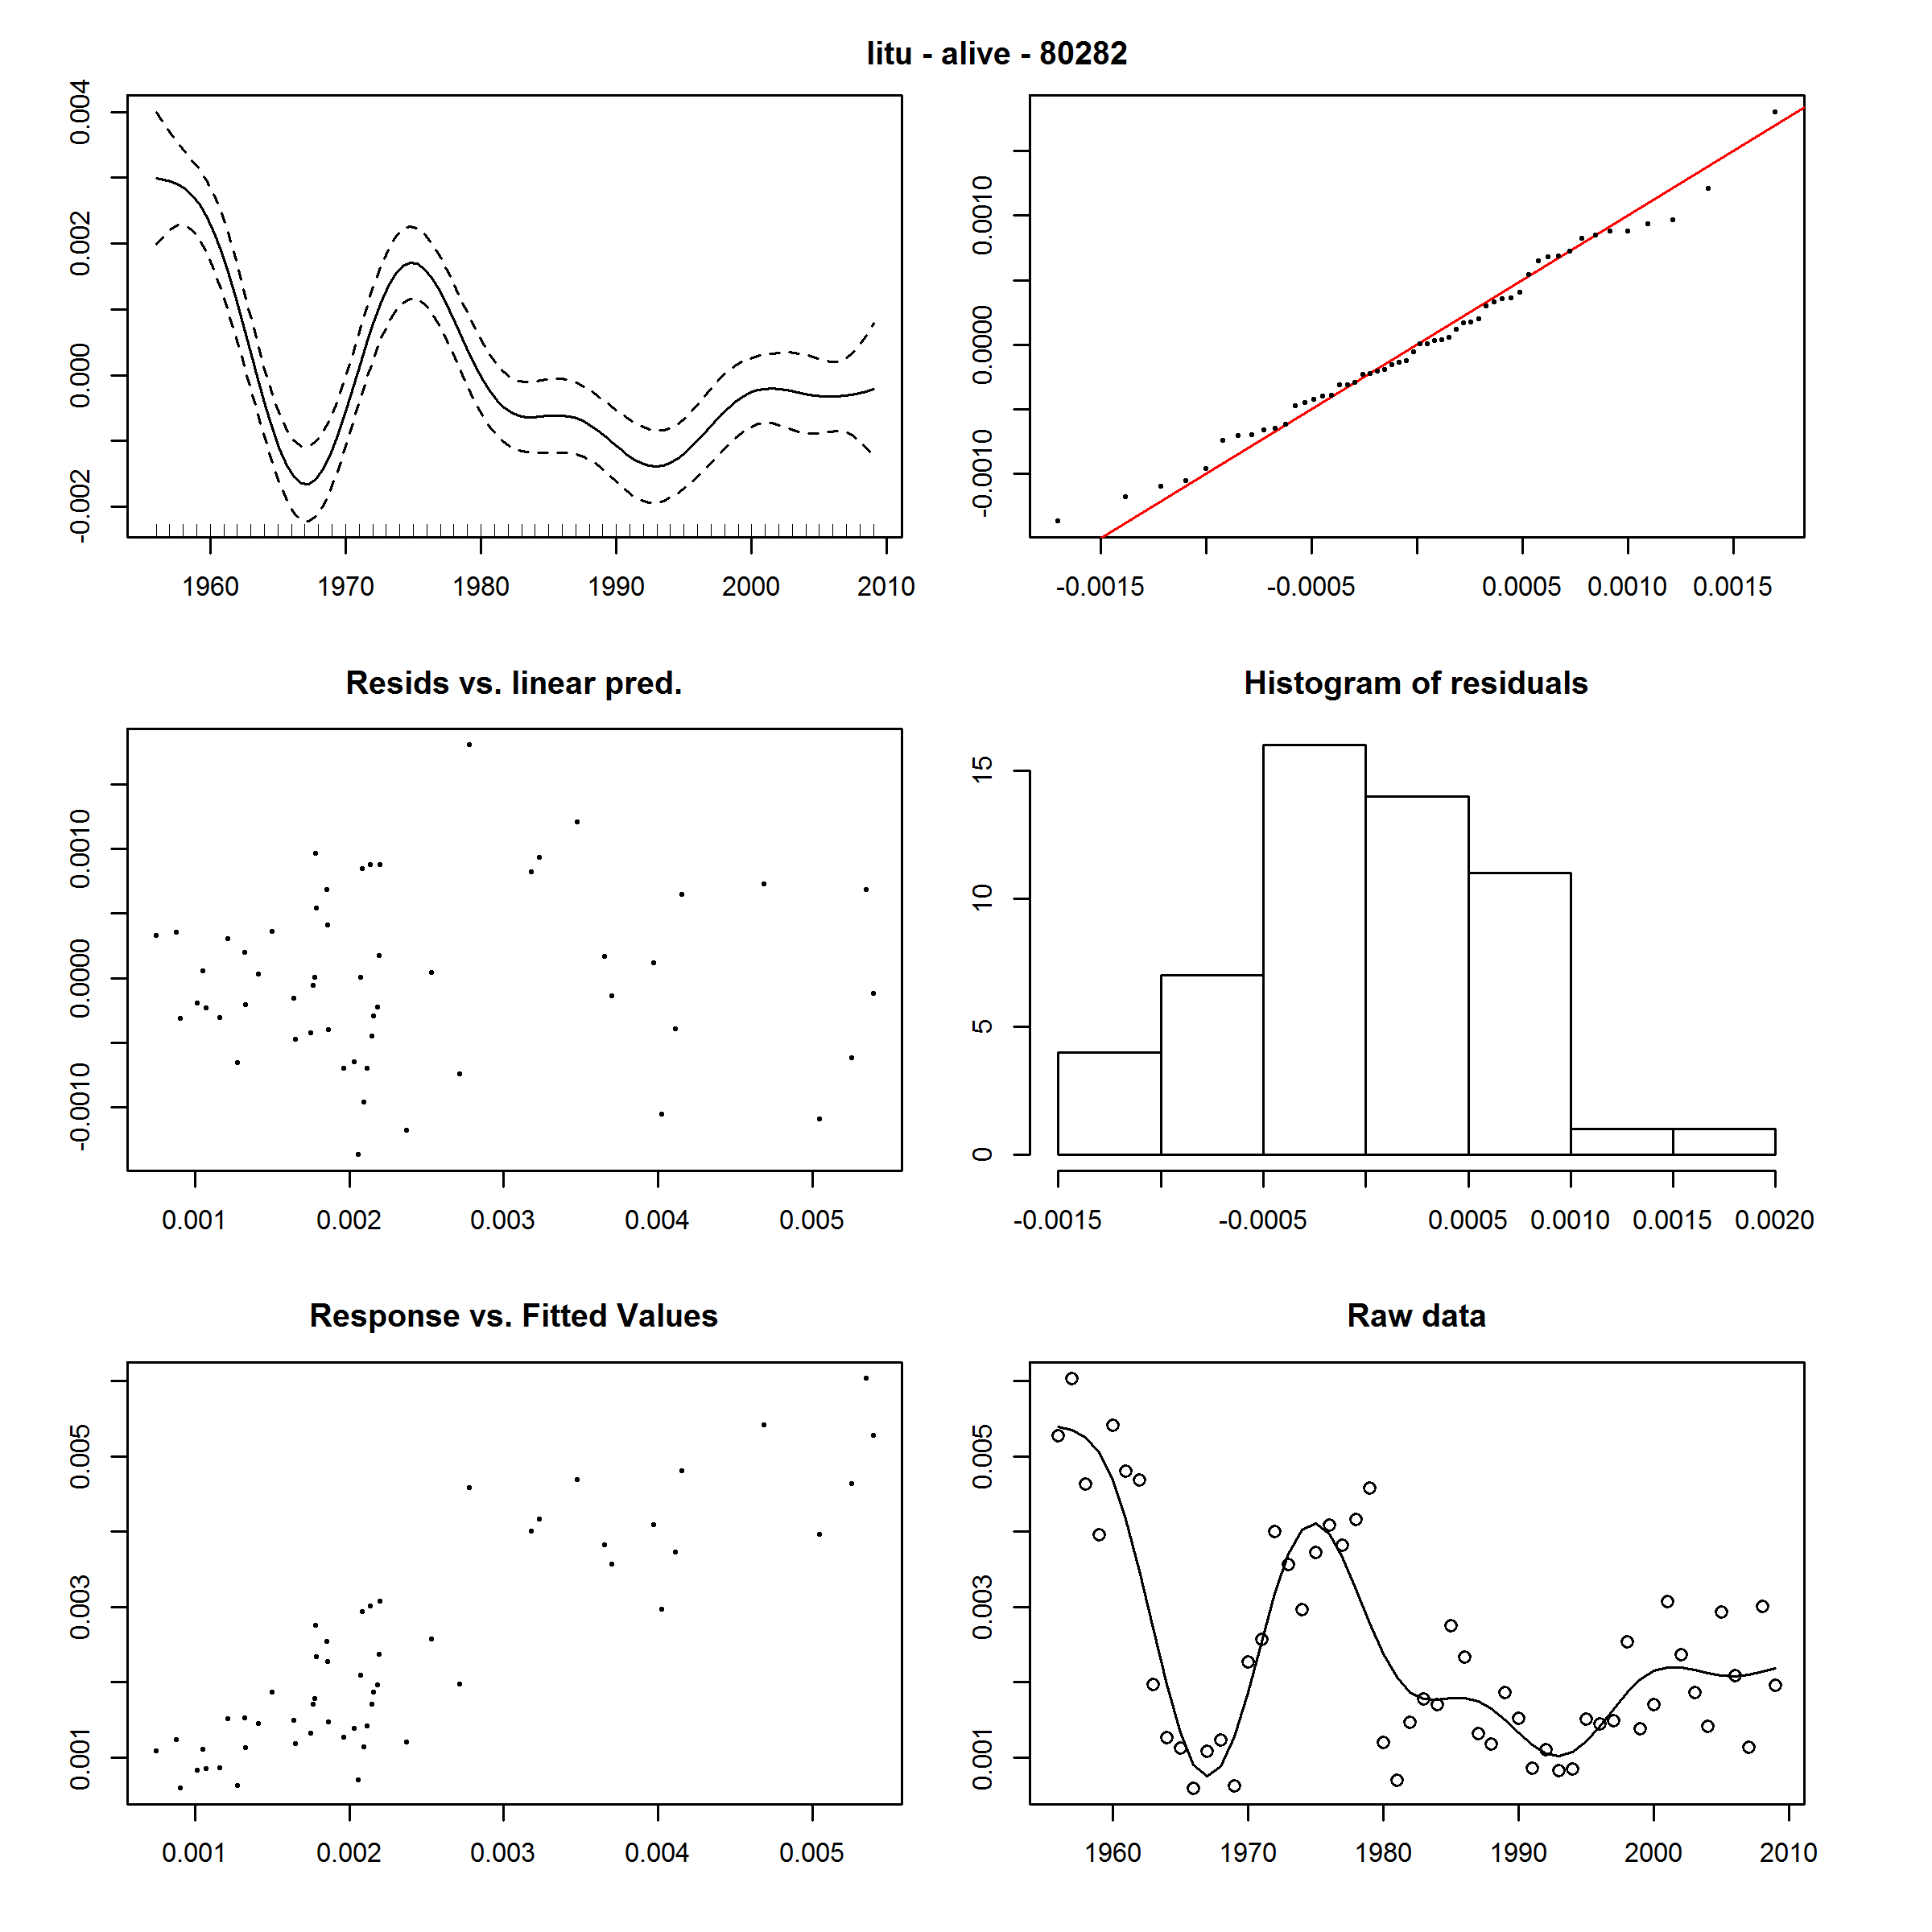 litu - alive - 80282
0.004
0.002
0.000
-0.002
1960 1970 1980 1990 2000 2010
0.0010
0.0000
-0.0010
-0.0015 -0.0005 0.0005 0.0010 0.0015
Resids vs. linear pred.
0.0010
0.0000
-0.0010
0.001 0.002 0.003 0.004 0.005
Histogram of residuals
15
10
5
0
-0.0015 -0.0005 0.0005 0.0010 0.0015 0.0020
Response vs. Fitted Values
0.005
0.003
0.001
0.001 0.002 0.003 0.004 0.005
Raw data
0.005
0.003
0.001
1960 1970 1980 1990 2000 2010